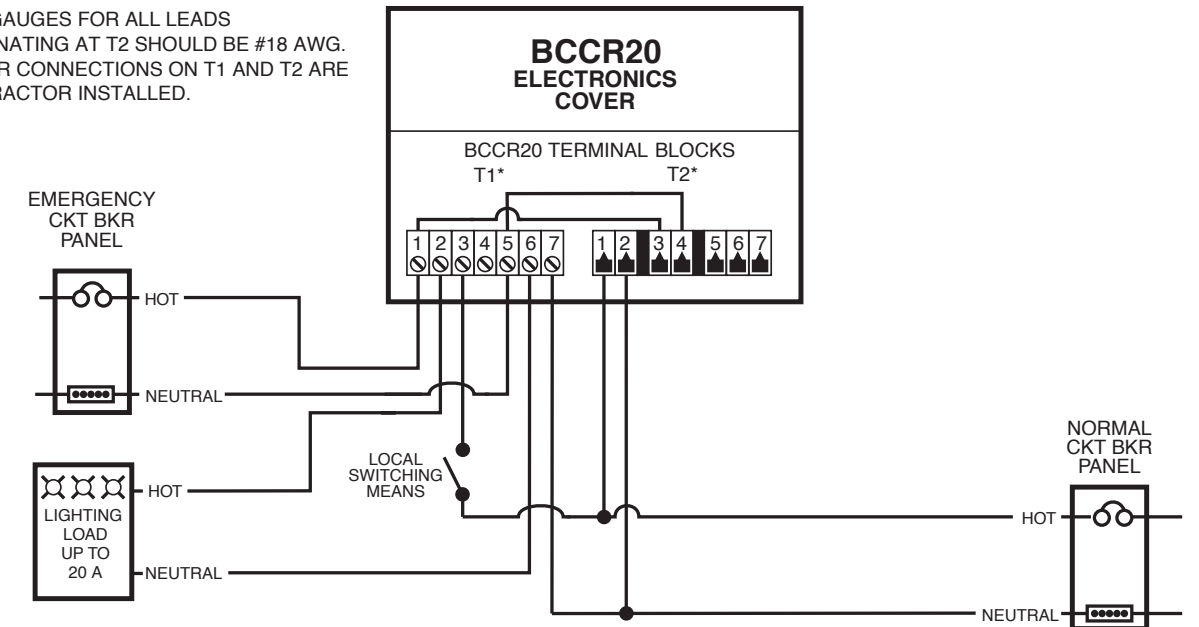 GAUGES FOR ALL LEADS
NATING AT T2 SHOULD BE #18 AWG.
R CONNECTIONS ON T1 AND T2 ARE
RACTOR INSTALLED.
BCCR20
ELECTRONICS
COVER
BCCR20 TERMINAL BLOCKS
T1* T2*
1 2 3 4 5 6 7 1 2 3 4 5 6 7
EMERGENCY
CKT BKR
PANEL
HOT
NEUTRAL
LOCAL
SWITCHING
MEANS
HOT
LIGHTING
LOAD
UP TO
20 A
NEUTRAL
NORMAL
CKT BKR
PANEL
HOT
NEUTRAL